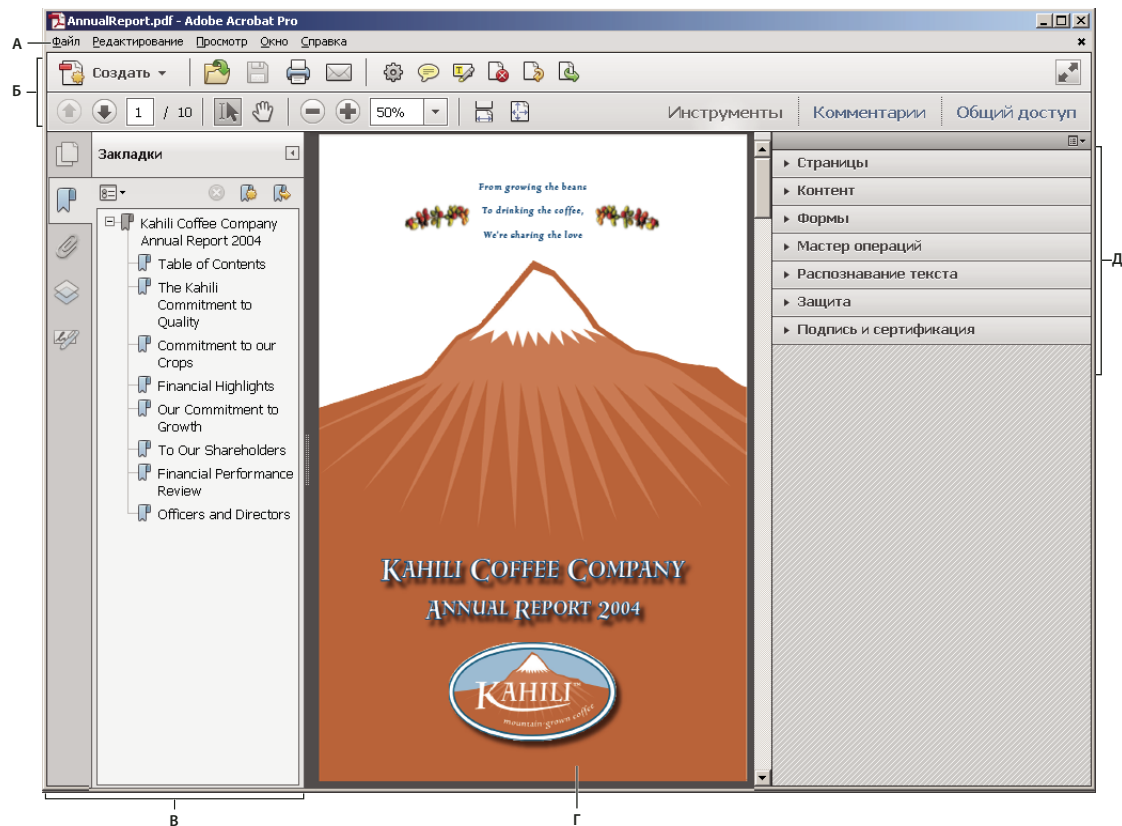 AnnualReport.pdf - Adobe Acrobat Pro
А
Файл Редактирование Просмотр Окно Справка
Б
Создать
1 / 10
50%
Инструменты Комментарии Общий доступ
Закладки
Kahili Coffee Company
Annual Report 2004
Table of Contents
The Kahili
Commitment to
Quality
Commitment to our
Crops
Financial Highlights
Our Commitment to
Growth
To Our Shareholders
Financial Performance
Review
Officers and Directors
From growing the beans
To drinking the coffee,
We're sharing the love
KAHILI COFFEE COMPANY
ANNUAL REPORT 2004
KAHILI™
mountain-grown coffee
Страницы
Контент
Формы
Мастер операций
Распознавание текста
Защита
Подпись и сертификация
Д
В
Г